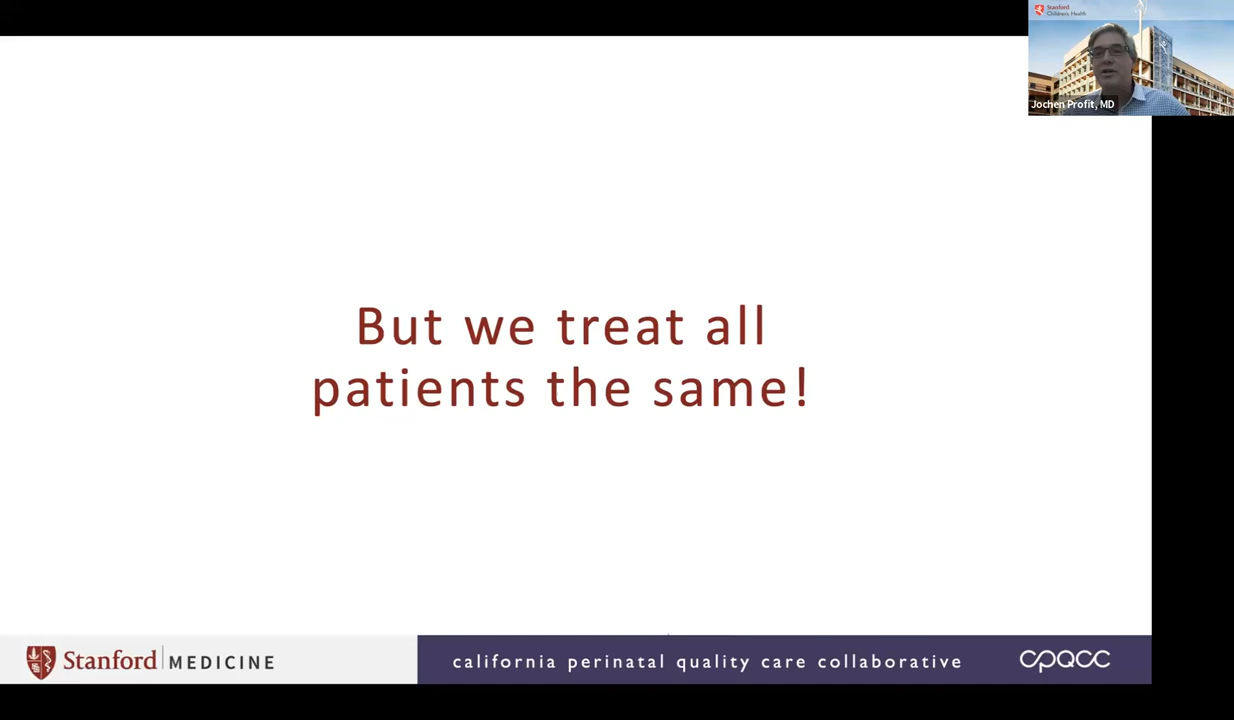 Stanford
Children's Health
Jochen Profit, MD
But we treat all
patients the same!
Stanford MEDICINE
california perinatal quality care collaborative
cpqcc